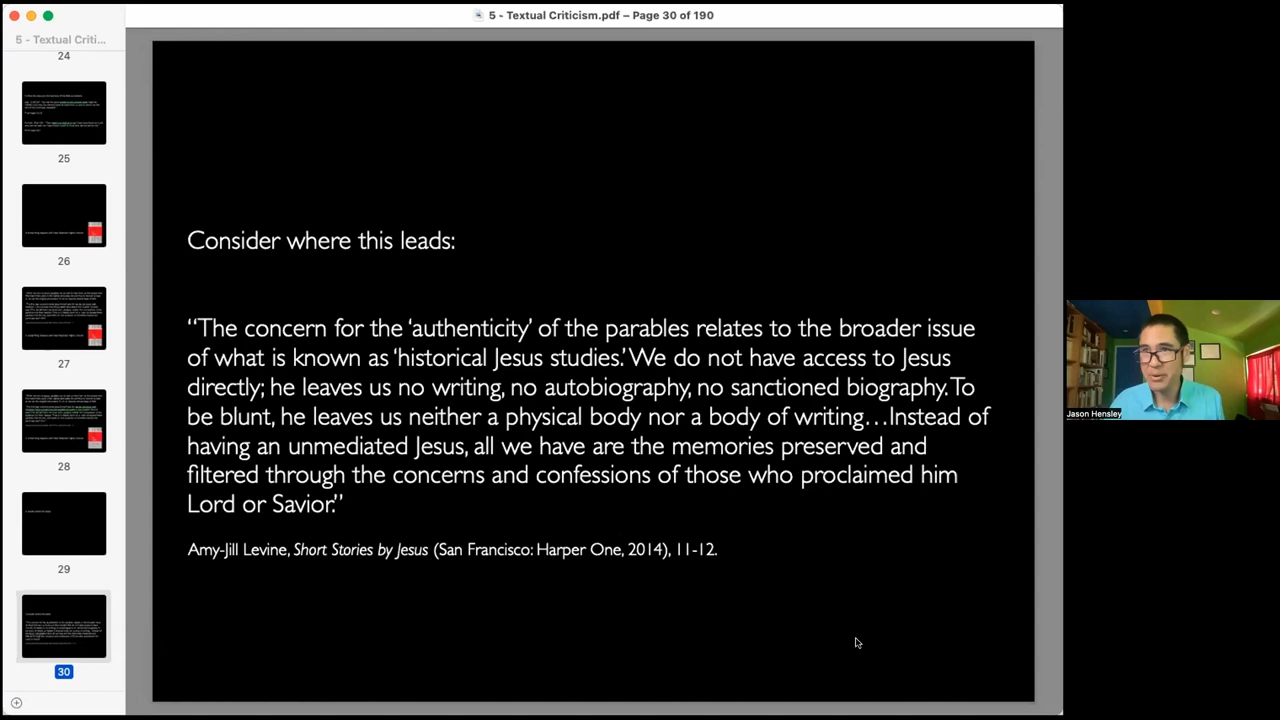 5 - Textual Criticism.pdf – Page 30 of 190
5 - Textual Criti...
24
25
26
27
28
29
30
Consider where this leads:
“The concern for the ‘authenticity’ of the parables relates to the broader issue
of what is known as ‘historical Jesus studies.’ We do not have access to Jesus
directly; he leaves us no writing, no autobiography, no sanctioned biography. To
be blunt, he leaves us neither a physical body nor a body of writing…Instead of
having an unmediated Jesus, all we have are the memories preserved and
filtered through the concerns and confessions of those who proclaimed him
Lord or Savior.”
Amy-Jill Levine, Short Stories by Jesus (San Francisco: Harper One, 2014), 11-12.
Jason Hensley